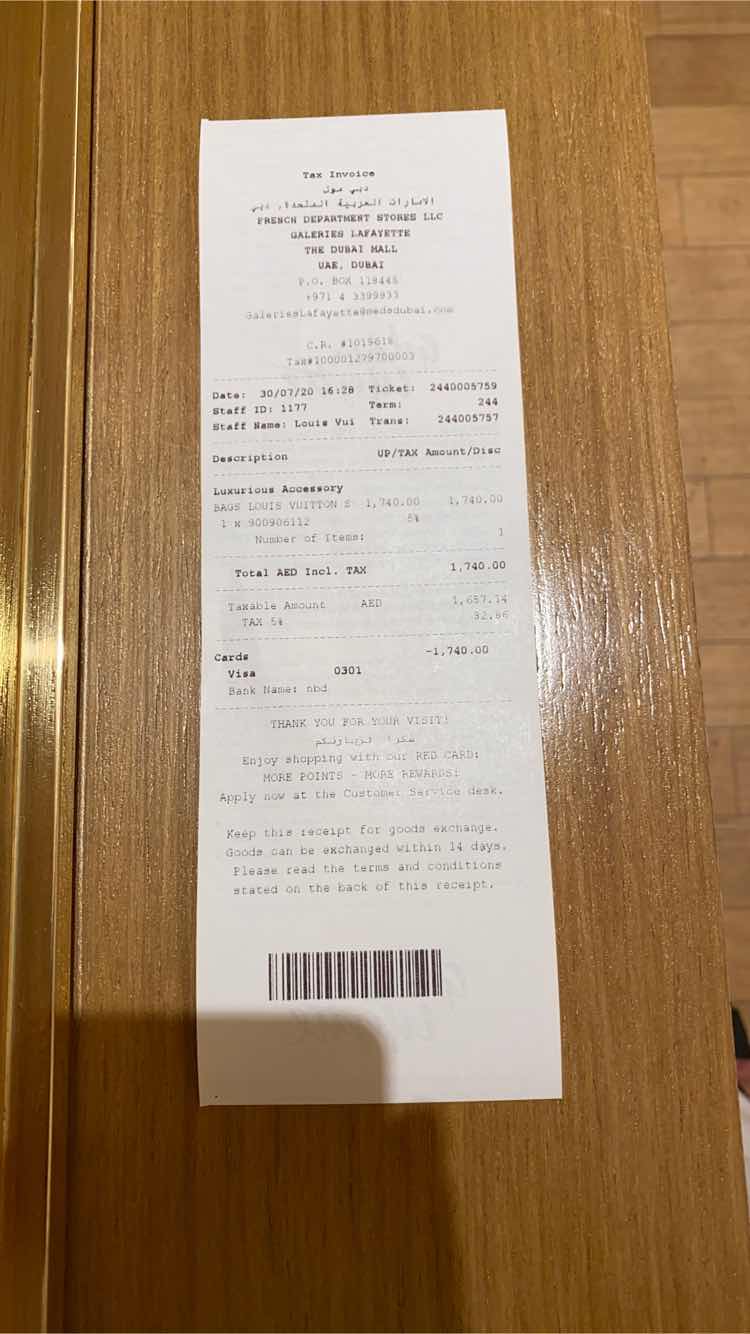 Tax Invoice
دبي مول
الامارات العربية المتحدة, دبي
FRENCH DEPARTMENT STORES LLC
GALERIES LAFAYETTE
THE DUBAI MALL
UAE, DUBAI
P.O. BOX 118445
+971 4 3399933
GaleriesLafayette@medsdubai.com
C.R. #1019618
Tax#100001279700003
Date: 30/07/20 16:28 Ticket: 2440005759
Staff ID: 1177 Term: 244
Staff Name: Louis Vui Trans: 244005757
Description UP/TAX Amount/Disc
Luxurious Accessory
BAGS LOUIS VUITTON S 1,740.00 1,740.00
1 x 900906112 5%
Number of Items: 1
Total AED Incl. TAX 1,740.00
Taxable Amount AED 1,657.14
TAX 5% 82.86
Cards -1,740.00
Visa 0301
Bank Name: nbd
THANK YOU FOR YOUR VISIT!
شكرا لزيارتكم
Enjoy shopping with our RED CARD:
MORE POINTS - MORE REWARDS!
Apply now at the Customer Service desk.
Keep this receipt for goods exchange.
Goods can be exchanged within 14 days.
Please read the terms and conditions
stated on the back of this receipt.